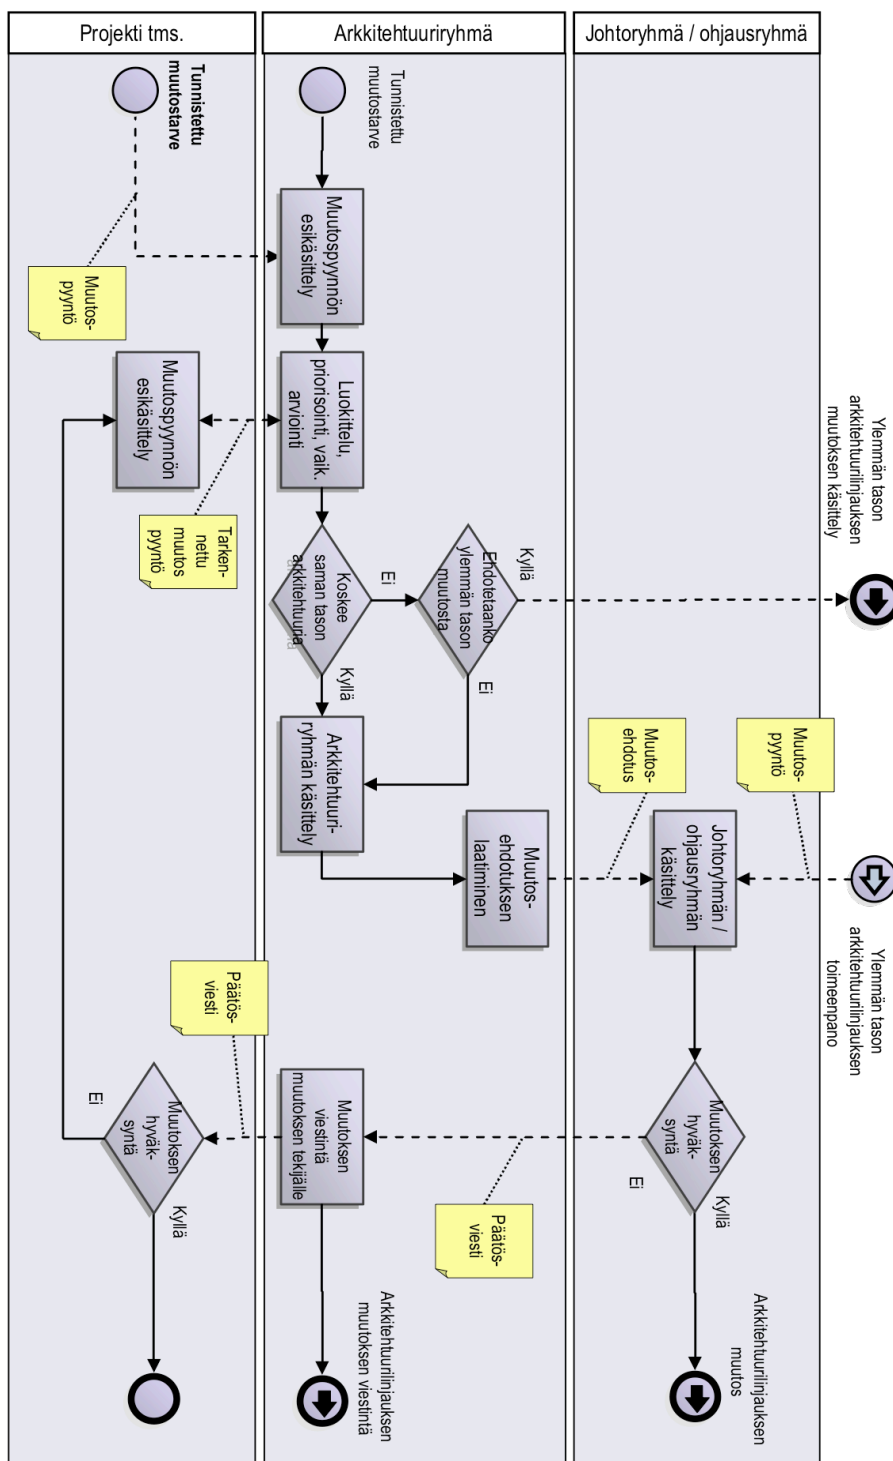 Projekti tms.
Arkkitehtuuriryhmä
Johtoryhmä / ohjausryhmä
Tunnistettu
muutostarve
Tunnistettu
muutostarve
Muutospyynnön
esikäsittely
Muutos-
pyyntö
Muutospyynnön
esikäsittely
Luokittelu,
priorisointi, vaik.
arviointi
Tarken-
nettu
muutos
pyyntö
Koskee
saman tason
arkkitehtuuria
Ei
Kyllä
Ehdotetaanko
ylemmän tason
muutosta
Kyllä
Ei
Ylemmän tason
arkkitehtuurilinjauksen
muutoksen käsittely
Arkkitehtuuri-
ryhmän käsittely
Muutos-
ehdotuksen
laatiminen
Muutos-
ehdotus
Muutos-
pyyntö
Johtoryhmän /
ohjausryhmän
käsittely
Ylemmän tason
arkkitehtuurilinjauksen
toimeenpano
Päätös-
viesti
Muutoksen
hyväk-
syntä
Ei
Kyllä
Muutoksen
viestintä
muutoksen tekijälle
Päätös-
viesti
Muutoksen
hyväk-
syntä
Ei
Kyllä
Arkkitehtuurilinjauksen
muutoksen viestintä
Arkkitehtuurilinjauksen
muutos